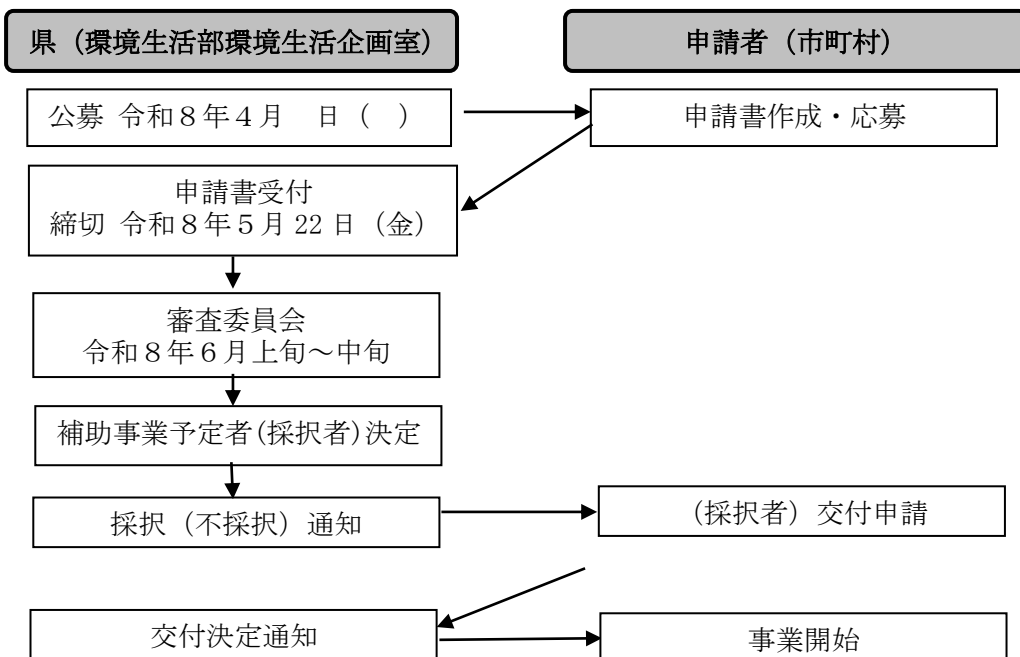 県（環境生活部環境生活企画室）
申請者（市町村）
公募 令和８年４月　日（　）
申請書作成・応募
申請書受付
締切 令和８年５月 22 日（金）
審査委員会
令和８年６月上旬～中旬
補助事業予定者(採択者)決定
採択（不採択）通知
（採択者）交付申請
交付決定通知
事業開始